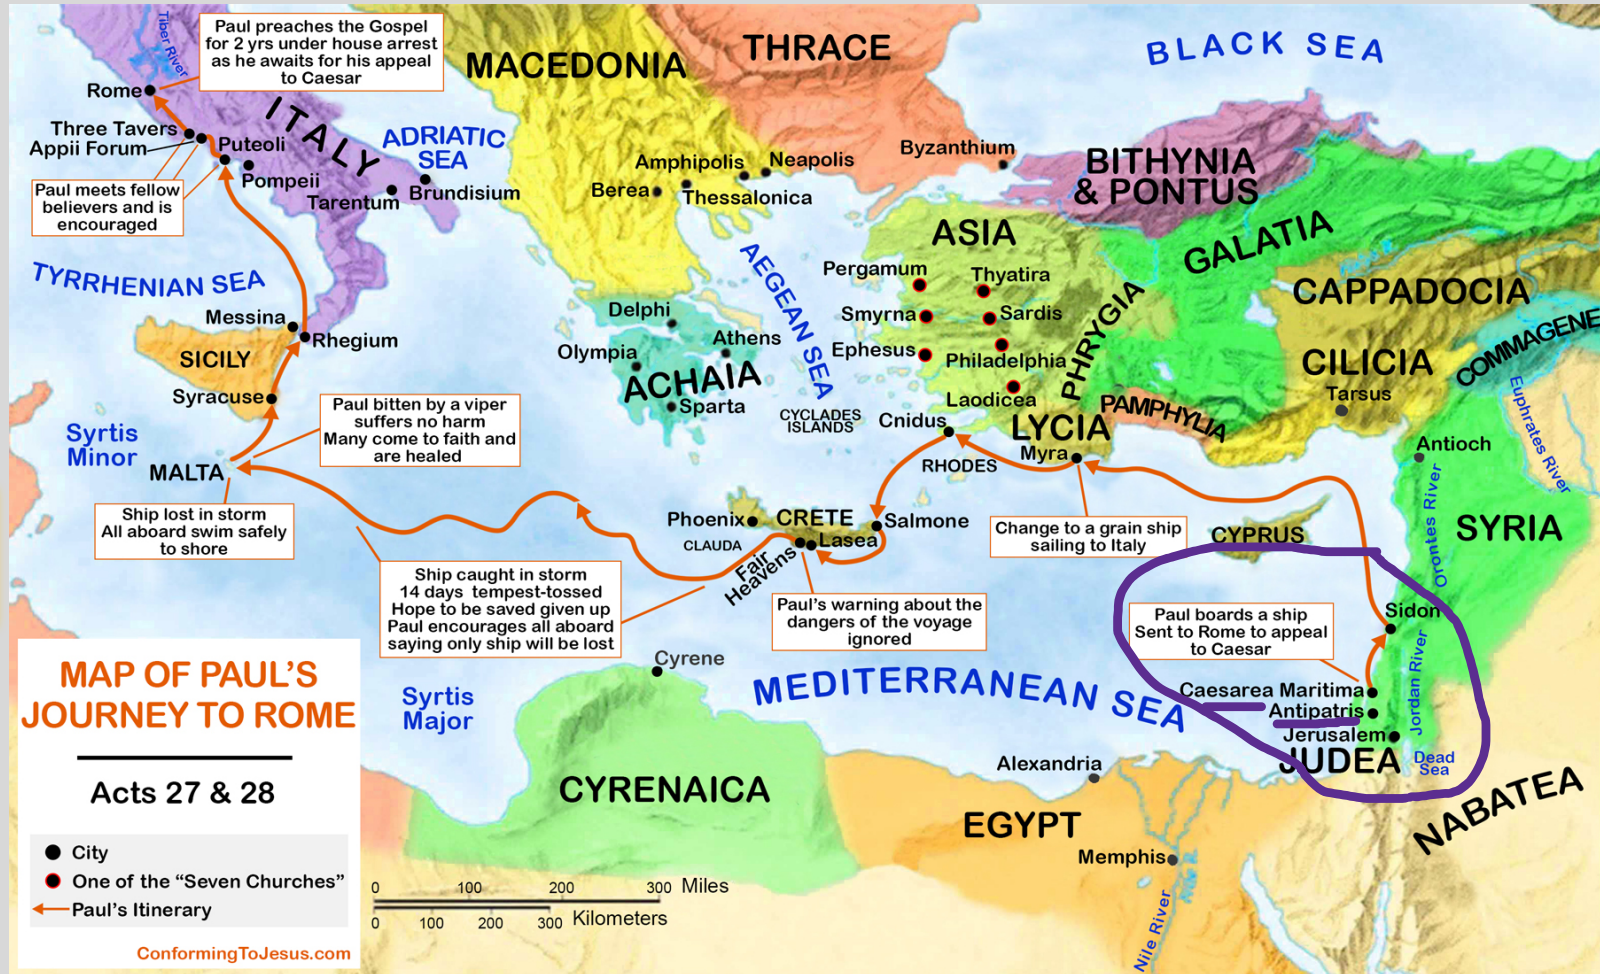 Tiber River
Paul preaches the Gospel
for 2 yrs under house arrest
as he awaits for his appeal
to Caesar
MACEDONIA
THRACE
BLACK SEA
Rome
ITALY
Three Tavers
Appii Forum
Puteoli
Pompeii
ADRIATIC
SEA
Tarentum
Brundisium
Paul meets fellow
believers and is
encouraged
Amphipolis
Neapolis
Berea
Thessalonica
Byzanthium
BITHYNIA
& PONTUS
ASIA
GALATIA
TYRRHENIAN SEA
AEGEAN SEA
Pergamum
Thyatira
Smyrna
Sardis
Ephesus
Philadelphia
Laodicea
PHRYGIA
CAPPADOCIA
COMMAGENE
CILICIA
Tarsus
Euphrates River
Messina
Rhegium
SICILY
Syracuse
Delphi
Athens
Olympia
ACHAIA
Sparta
CYCLADES
ISLANDS
Cnidus
LYCIA
PAMPHYLIA
Myra
RHODES
Antioch
Orontes River
SYRIA
Syrtis
Minor
MALTA
Paul bitten by a viper
suffers no harm
Many come to faith and
are healed
Ship lost in storm
All aboard swim safely
to shore
Phoenix
CRETE
Salmone
CLAUDA
Lasea
Fair
Heavens
Change to a grain ship
sailing to Italy
CYPRUS
Ship caught in storm
14 days tempest-tossed
Hope to be saved given up
Paul encourages all aboard
saying only ship will be lost
Paul's warning about the
dangers of the voyage
ignored
Paul boards a ship
Sent to Rome to appeal
to Caesar
Sidon
Jordan River
Caesarea Maritima
Antipatris
Jerusalem
JUDEA
Dead
Sea
NABATEA
Cyrene
Syrtis
Major
MEDITERRANEAN SEA
CYRENAICA
Alexandria
EGYPT
Memphis
Nile River
MAP OF PAUL'S
JOURNEY TO ROME
Acts 27 & 28
City
One of the “Seven Churches”
Paul's Itinerary
ConformingToJesus.com
0 100 200 300 Miles
0 100 200 300 Kilometers